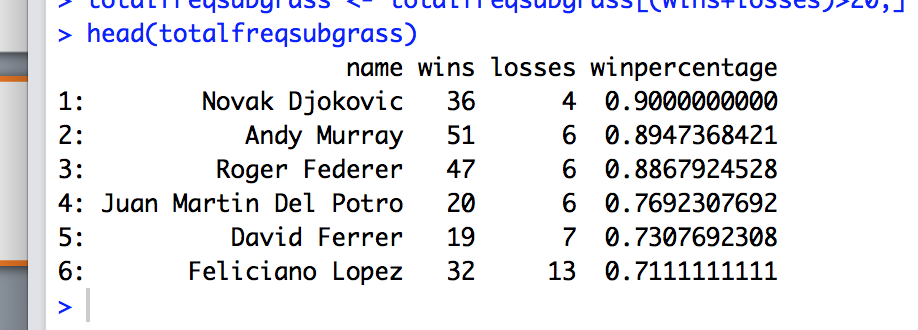 > totalfreqsubgrass <- totalfreqsubgrass[(wins+losses)>20,]
> head(totalfreqsubgrass)
name wins losses winpercentage
1: Novak Djokovic 36 4 0.9000000000
2: Andy Murray 51 6 0.8947368421
3: Roger Federer 47 6 0.8867924528
4: Juan Martin Del Potro 20 6 0.7692307692
5: David Ferrer 19 7 0.7307692308
6: Feliciano Lopez 32 13 0.7111111111
>